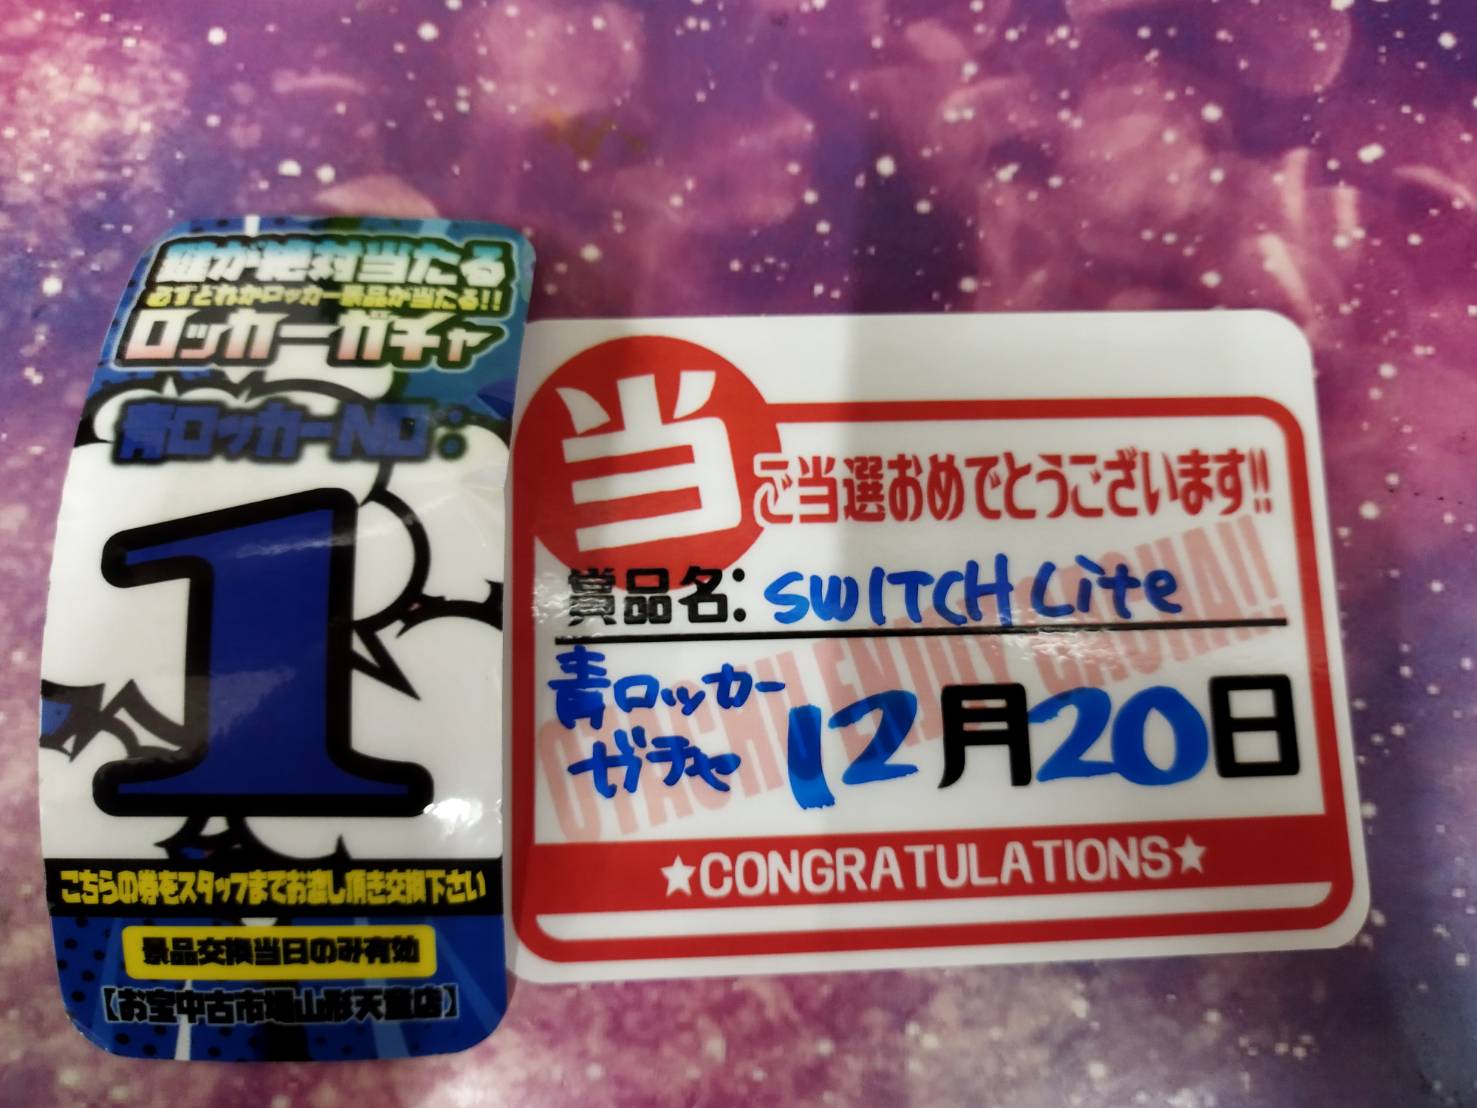 鍵が絶対当たる
必ずどれかロッカー景品が当たる!!
ロッカーガチャ
青ロッカーNO:
1
こちらの券をスタッフまでお渡し頂き交換下さい
景品交換当日のみ有効
【お宝中古市場山形天童店】
当
ご当選おめでとうございます!!
賞品名: SWITCH Lite
青ロッカー
ガチャ
12月20日
OTACHU ENJOY GACHA!!
★CONGRATULATIONS★